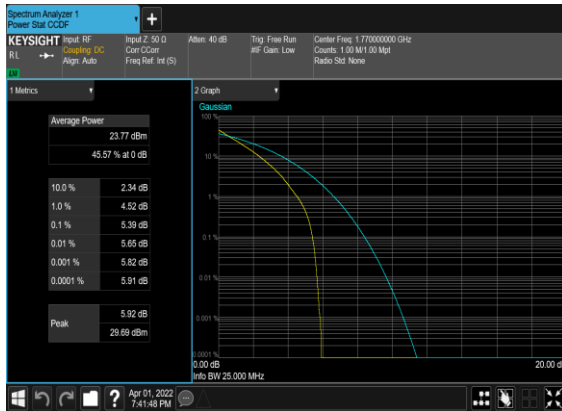 Spectrum Analyzer 1
Power Stat CCDF
KEYSIGHT
RL
Input: RF
Coupling: DC
Align: Auto
Input Z: 50 Ω
Corr CCorr
Freq Ref: Int (S)
Atten: 40 dB
Trig: Free Run
#IF Gain: Low
Center Freq: 1.770000000 GHz
Counts: 1.00 M/1.00 Mpt
Radio Std: None
1 Metrics
Average Power
23.77 dBm
45.57 % at 0 dB
10.0 % 2.34 dB
1.0 % 4.52 dB
0.1 % 5.39 dB
0.01 % 5.65 dB
0.001 % 5.82 dB
0.0001 % 5.91 dB
Peak
5.92 dB
29.69 dBm
2 Graph
Gaussian
100 %
10 %
1 %
0.1 %
0.01 %
0.001 %
0.0001 %
0.00 dB
20.00 d
Info BW 25.000 MHz
?
Apr 01, 2022
7:41:48 PM